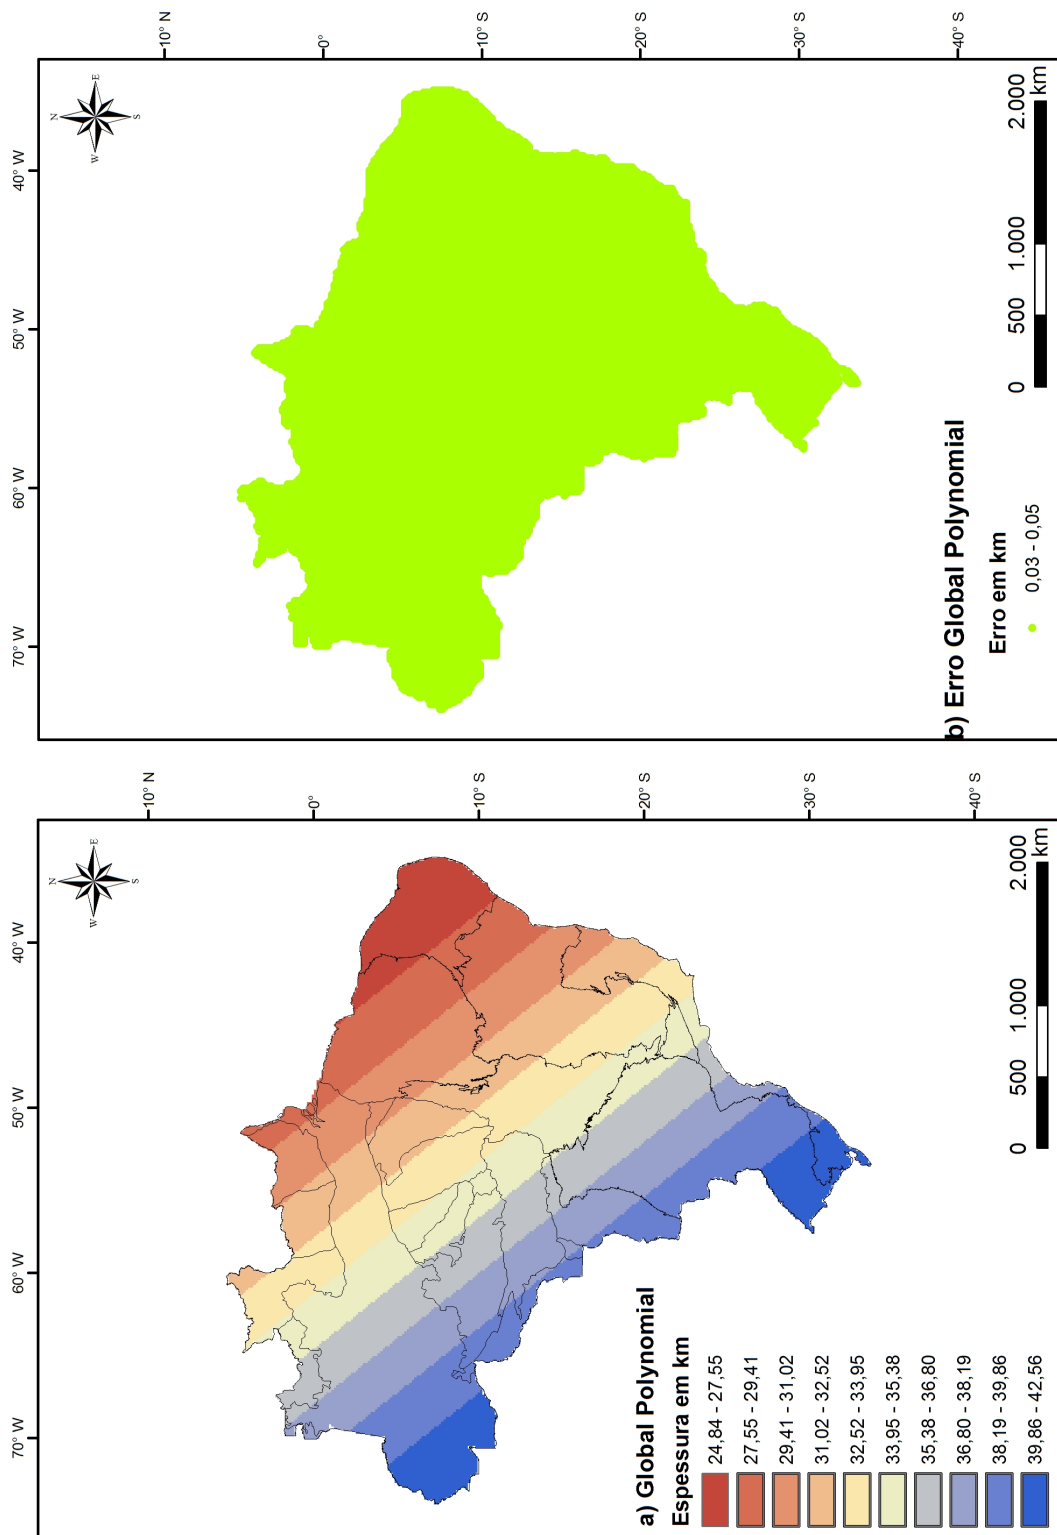 70° W 60° W 50° W 40° W
N
W E
S
10° N
0°
10° S
20° S
30° S
40° S
a) Global Polynomial
Espessura em km
24,84 - 27,55
27,55 - 29,41
29,41 - 31,02
31,02 - 32,52
32,52 - 33,95
33,95 - 35,38
35,38 - 36,80
36,80 - 38,19
38,19 - 39,86
39,86 - 42,56
0 500 1.000 2.000
km
70° W 60° W 50° W 40° W
N
W E
S
10° N
0°
10° S
20° S
30° S
40° S
b) Erro Global Polynomial
Erro em km
0,03 - 0,05
0 500 1.000 2.000
km